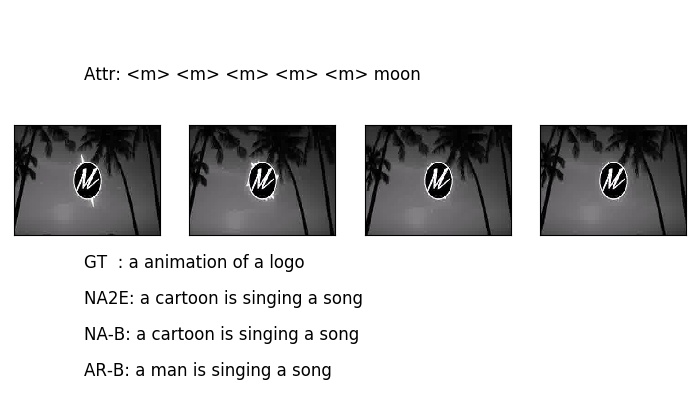 Attr: <m> <m> <m> <m> <m> moon
GT  : a animation of a logo
NA2E: a cartoon is singing a song
NA-B: a cartoon is singing a song
AR-B: a man is singing a song